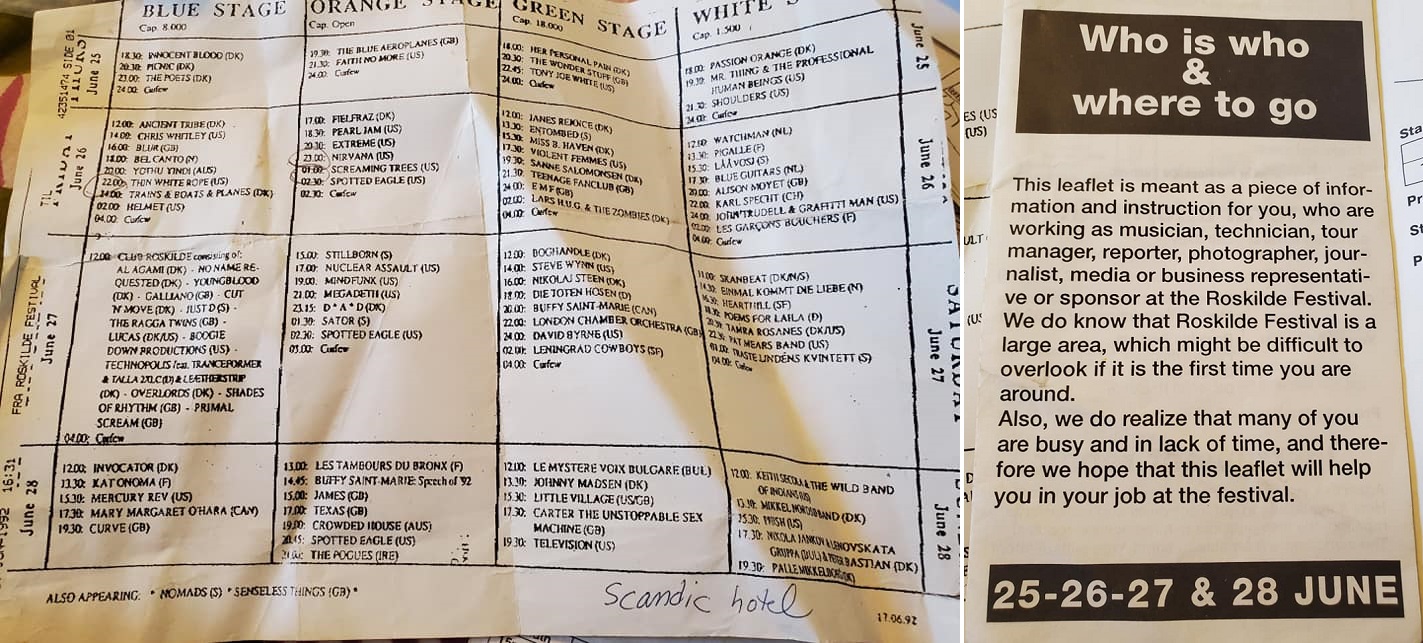 BLUE STAGE
Cap. 8.000
ORANGE STAGE
Cap. Open
GREEN STAGE
Cap. 18.000
WHITE
Cap. 1.500
June 25
18.30: INNOCENT BLOOD (DK)
20.30: PICNIC (DK)
23.00: THE POETS (DK)
24.00: Curfew
19.30: THE BLUE AEROPLANES (GB)
21.30: FAITH NO MORE (US)
24.00: Curfew
18.00: HER PERSONAL PAIN (DK)
20.30: THE WONDER STUFF (GB)
22.45: TONY JOE WHITE (US)
24.00: Curfew
18.00: PASSION ORANGE (DK)
19.30: MR. THING & THE PROFESSIONAL
HUMAN BEINGS (US)
21.30: SHOULDERS (US)
24.00: Curfew
June 25
June 26
12.00: ANCIENT TRIBE (DK)
14.00: CHRIS WHITLEY (US)
16.00: BLUR (GB)
18.00: BEL CANTO (N)
20.00: YOTHU YINDI (AUS)
22.00: THIN WHITE ROPE (US)
24.00: TRAINS & BOATS & PLANES (DK)
02.00: HELMET (US)
04.00: Curfew
17.00: FIELFRAZ (DK)
18.30: PEARL JAM (US)
20.30: EXTREME (US)
23.00: NIRVANA (US)
01.00: SCREAMING TREES (US)
02.30: SPOTTED EAGLE (US)
02.30: Curfew
12.00: JANES REJOICE (DK)
13.30: ENTOMBED (S)
15.30: MISS B. HAVEN (DK)
17.30: VIOLENT FEMMES (US)
19.30: SANNE SALOMONSEN (DK)
21.30: TEENAGE FANCLUB (GB)
24.00: E M F (GB)
02.00: LARS H.U.G. & THE ZOMBIES (DK)
04.00: Curfew
12.00: WATCHMAN (NL)
13.30: PIGALLE (F)
15.30: LÅÅVOSJ (S)
17.30: BLUE GUITARS (NL)
20.00: ALISON MOYET (GB)
22.00: KARL SPECHT (CH)
24.00: JOHN TRUDELL & GRAFFITI MAN (US)
02.00: LES GARÇONS BOUCHERS (F)
04.00: Curfew
June 26
June 27
12.00: CLUB ROSKILDE consisting of:
AL AGAMI (DK) - NO NAME RE-
QUESTED (DK) - YOUNGBLOOD
(DK) - GALLIANO (GB) - CUT
'N' MOVE (DK) - JUST D (S) -
THE RAGGA TWINS (GB) -
LUCAS (DK/US) - BOOGIE
DOWN PRODUCTIONS (US) -
TECHNOPOLIS feat. TRANCEFORMER
& TALLA 2XLC (D) & LEÆTHERSTRIP
(DK) - OVERLORDS (DK) - SHADES
OF RHYTHM (GB) - PRIMAL
SCREAM (GB)
04.00: Curfew
15.00: STILLBORN (S)
17.00: NUCLEAR ASSAULT (US)
19.00: MINDFUNK (US)
21.00: MEGADETH (US)
23.15: D * A * D (DK)
01.30: SATOR (S)
02.30: SPOTTED EAGLE (US)
03.00: Curfew
12.00: BOGHANDLE (DK)
14.00: STEVE WYNN (US)
16.00: NIKOLAJ STEEN (DK)
18.00: DIE TOTEN HOSEN (D)
20.00: BUFFY SAINT-MARIE (CAN)
22.00: LONDON CHAMBER ORCHESTRA (GB)
24.00: DAVID BYRNE (US)
02.00: LENINGRAD COWBOYS (SF)
04.00: Curfew
SKANBEAT (DK/N/S)
14.30: EINMAL KOMMT DIE LIEBE (N)
16.30: HEARTHILL (SF)
POEMS FOR LAILA (D)
TAMRA ROSANES (DK/US)
PAT MEARS BAND (US)
TRASTE LINDÉNS KVINTETT (S)
04.00: Curfew
June 27
SATURDAY
June 28
12.00: INVOCATOR (DK)
13.30: KAT ONOMA (F)
15.30: MERCURY REV (US)
17.30: MARY MARGARET O'HARA (CAN)
19.30: CURVE (GB)
13.00: LES TAMBOURS DU BRONX (F)
14.45: BUFFY SAINT-MARIE: Speech of '92
15.00: JAMES (GB)
17.00: TEXAS (GB)
19.00: CROWDED HOUSE (AUS)
20.45: SPOTTED EAGLE (US)
THE POGUES (IRE)
12.00: LE MYSTERE VOIX BULGARE (BUL)
13.30: JOHNNY MADSEN (DK)
15.30: LITTLE VILLAGE (US/GB)
17.30: CARTER THE UNSTOPPABLE SEX
MACHINE (GB)
19.30: TELEVISION (US)
12.00: KEITH SECOLA & THE WILD BAND
OF INDIANS (US)
13.30: MIKKEL NORDSØ BAND (DK)
15.30: PHISH (US)
17.30: NIKOLA JANKOV & LENOVSKATA
GRUPPA (BUL) & PETER BASTIAN (DK)
19.30: PALLE MIKKELBORG (DK)
June 28
ALSO APPEARING: * NOMADS (S) * SENSELESS THINGS (GB) *
Scandic hotel
17.06.92
42351474 SIDE 01
TIL
FRA ROSKILDE FESTIVAL
1992 16:31
Who is who
&
where to go
This leaflet is meant as a piece of infor-
mation and instruction for you, who are
working as musician, technician, tour
manager, reporter, photographer, jour-
nalist, media or business representati-
ve or sponsor at the Roskilde Festival.
We do know that Roskilde Festival is a
large area, which might be difficult to
overlook if it is the first time you are
around.
Also, we do realize that many of you
are busy and in lack of time, and there-
fore we hope that this leaflet will help
you in your job at the festival.
25-26-27 & 28 JUNE